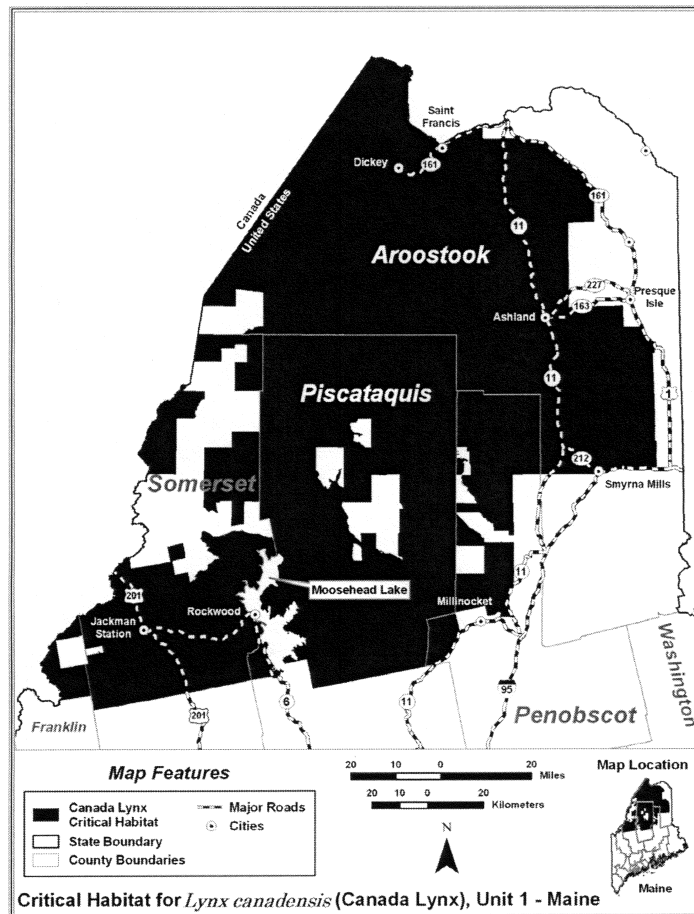 Saint
Francis
Dickey
161
Canada
United States
161
11
Aroostook
227
Presque
Isle
163
Ashland
11
1
Piscataquis
212
Somerset
Smyrna Mills
Moosehead Lake
11
201
Rockwood
Millinocket
Jackman
Station
Washington
95
201
6
11
Franklin
Penobscot
Map Features
Canada Lynx
Critical Habitat
State Boundary
County Boundaries
Major Roads
Cities
20 10 0 20
Miles
20 10 0 20
Kilometers
N
Map Location
Maine
Critical Habitat for Lynx canadensis (Canada Lynx), Unit 1 - Maine